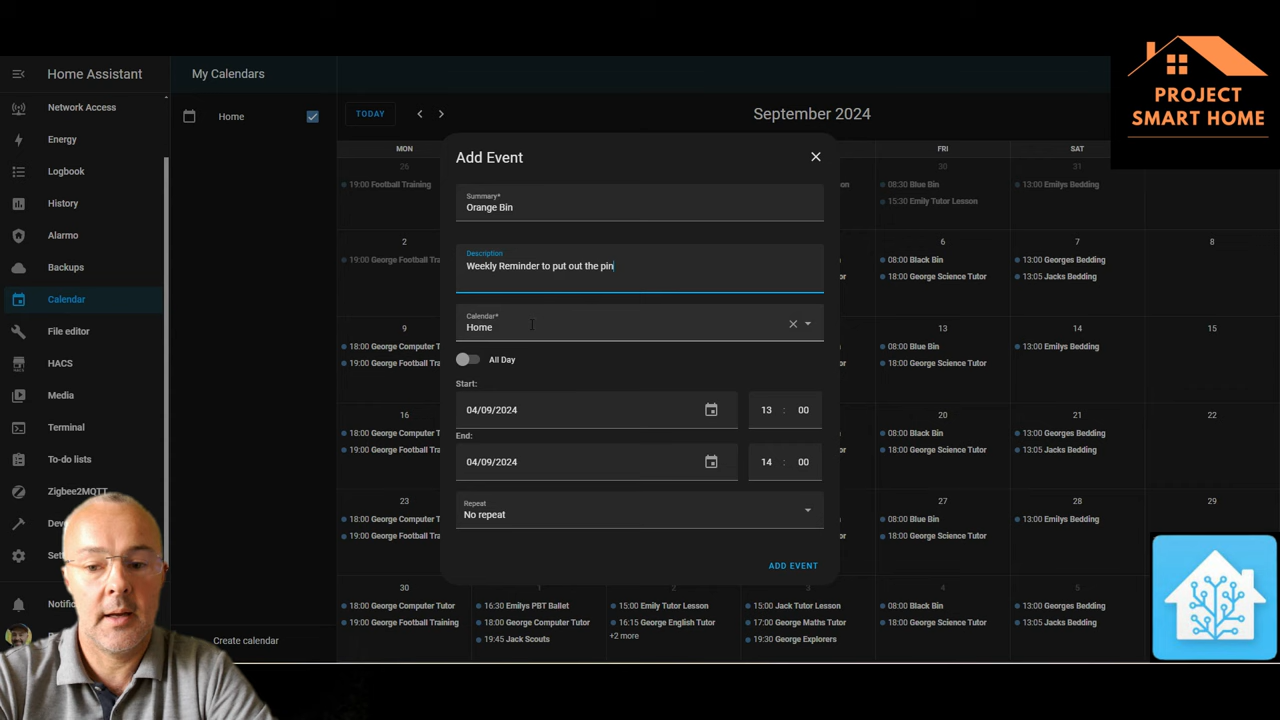 Home Assistant
My Calendars
PROJECT
SMART HOME
Network Access
Home
TODAY
September 2024
Energy
Logbook
History
Alarmo
Backups
Calendar
File editor
HACS
Media
Terminal
To-do lists
Zigbee2MQTT
Create calendar
MON
FRI
SAT
26
30
31
19:00 Football Training
08:30 Blue Bin
15:30 Emily Tutor Lesson
13:00 Emilys Bedding
2
6
7
8
19:00 George Football Tra
08:00 Black Bin
18:00 George Science Tutor
13:00 Georges Bedding
13:05 Jacks Bedding
9
13
14
15
18:00 George Computer T
19:00 George Football Tra
08:00 Blue Bin
18:00 George Science Tutor
13:00 Emilys Bedding
16
20
21
22
18:00 George Computer T
19:00 George Football Tra
08:00 Black Bin
18:00 George Science Tutor
13:00 Georges Bedding
13:05 Jacks Bedding
23
27
28
29
18:00 George Computer T
19:00 George Football Tra
08:00 Blue Bin
18:00 George Science Tutor
13:00 Emilys Bedding
30
1
2
3
4
5
18:00 George Computer Tutor
19:00 George Football Training
16:30 Emilys PBT Ballet
18:00 George Computer Tutor
19:45 Jack Scouts
15:00 Emily Tutor Lesson
16:15 George English Tutor
+2 more
15:00 Jack Tutor Lesson
17:00 George Maths Tutor
19:30 George Explorers
08:00 Black Bin
18:00 George Science Tutor
13:00 Georges Bedding
13:05 Jacks Bedding
Add Event
Summary*
Orange Bin
Description
Weekly Reminder to put out the pin
Calendar*
Home
All Day
Start:
04/09/2024
13 : 00
End:
04/09/2024
14 : 00
Repeat
No repeat
ADD EVENT